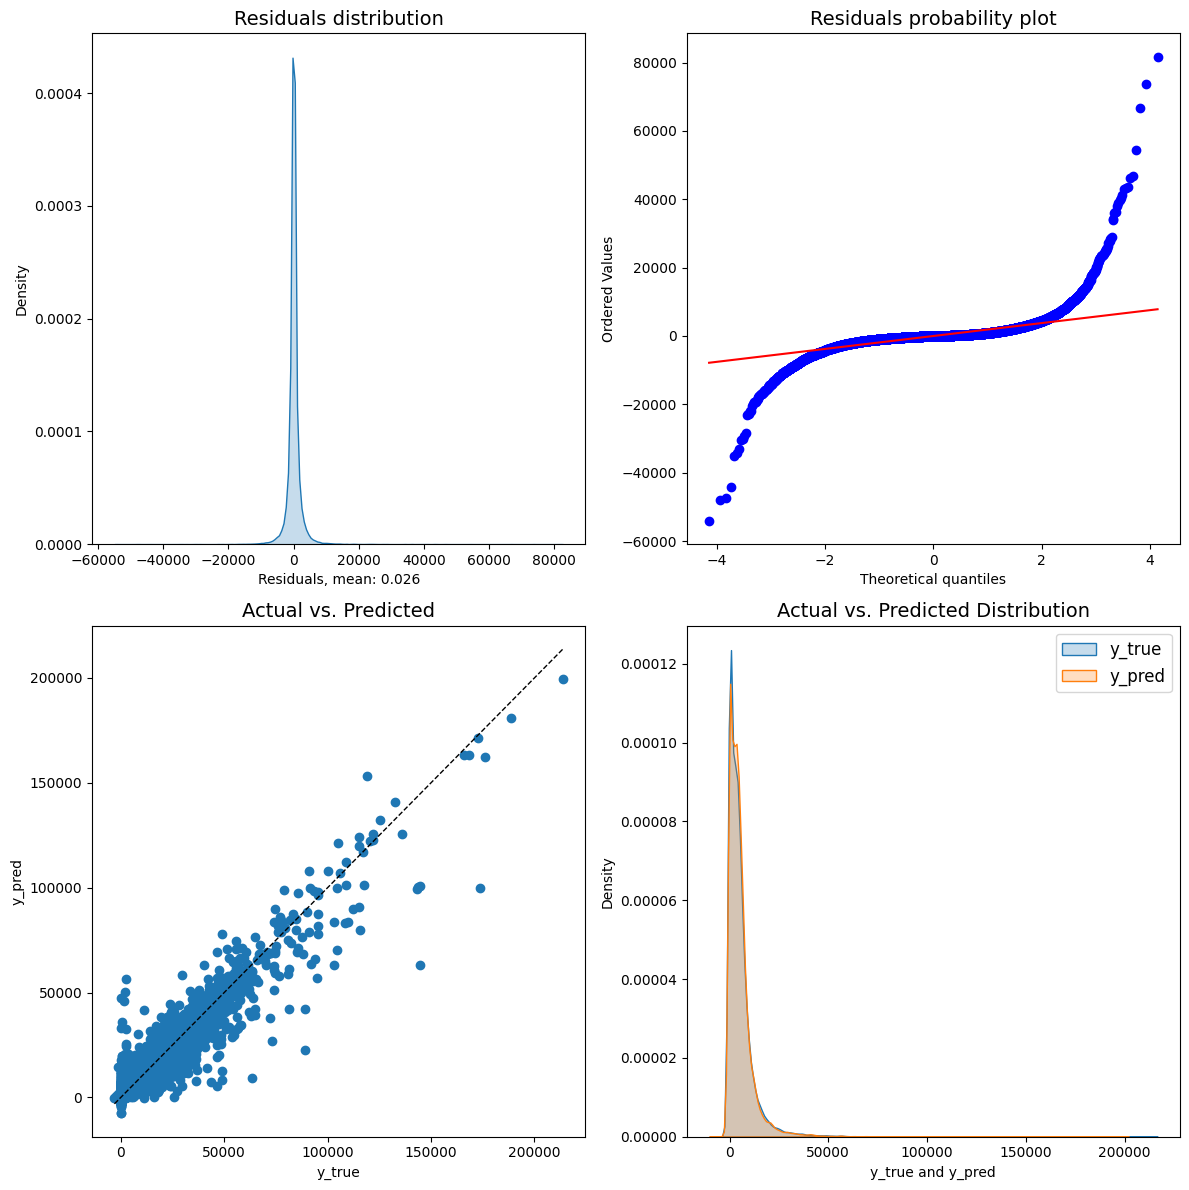 Residuals distribution
0.0004
0.0003
0.0002
0.0001
0.0000
Density
−60000 −40000 −20000 0 20000 40000 60000 80000
Residuals, mean: 0.026
Residuals probability plot
80000
60000
40000
20000
0
−20000
−40000
−60000
Ordered Values
−4 −2 0 2 4
Theoretical quantiles
Actual vs. Predicted
200000
150000
100000
50000
0
y_pred
0 50000 100000 150000 200000
y_true
Actual vs. Predicted Distribution
y_true
y_pred
0.00012
0.00010
0.00008
0.00006
0.00004
0.00002
0.00000
Density
0 50000 100000 150000 200000
y_true and y_pred